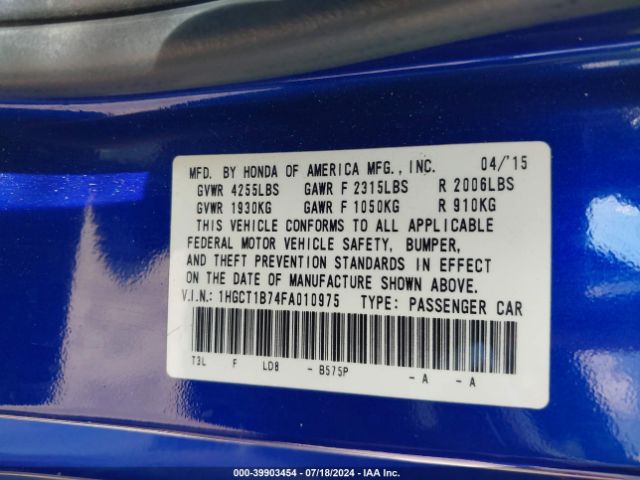 MFD. BY HONDA OF AMERICA MFG., INC. 04/'15
GVWR 4255LBS GAWR F 2315LBS R 2006LBS
GVWR 1930KG GAWR F 1050KG R 910KG
THIS VEHICLE CONFORMS TO ALL APPLICABLE
FEDERAL MOTOR VEHICLE SAFETY, BUMPER,
AND THEFT PREVENTION STANDARDS IN EFFECT
ON THE DATE OF MANUFACTURE SHOWN ABOVE.
V.I.N.: 1HGCT1B74FA010975 TYPE: PASSENGER CAR
T3L F LD8 - B575P - A - A
000-39903454 - 07/18/2024 - IAA Inc.